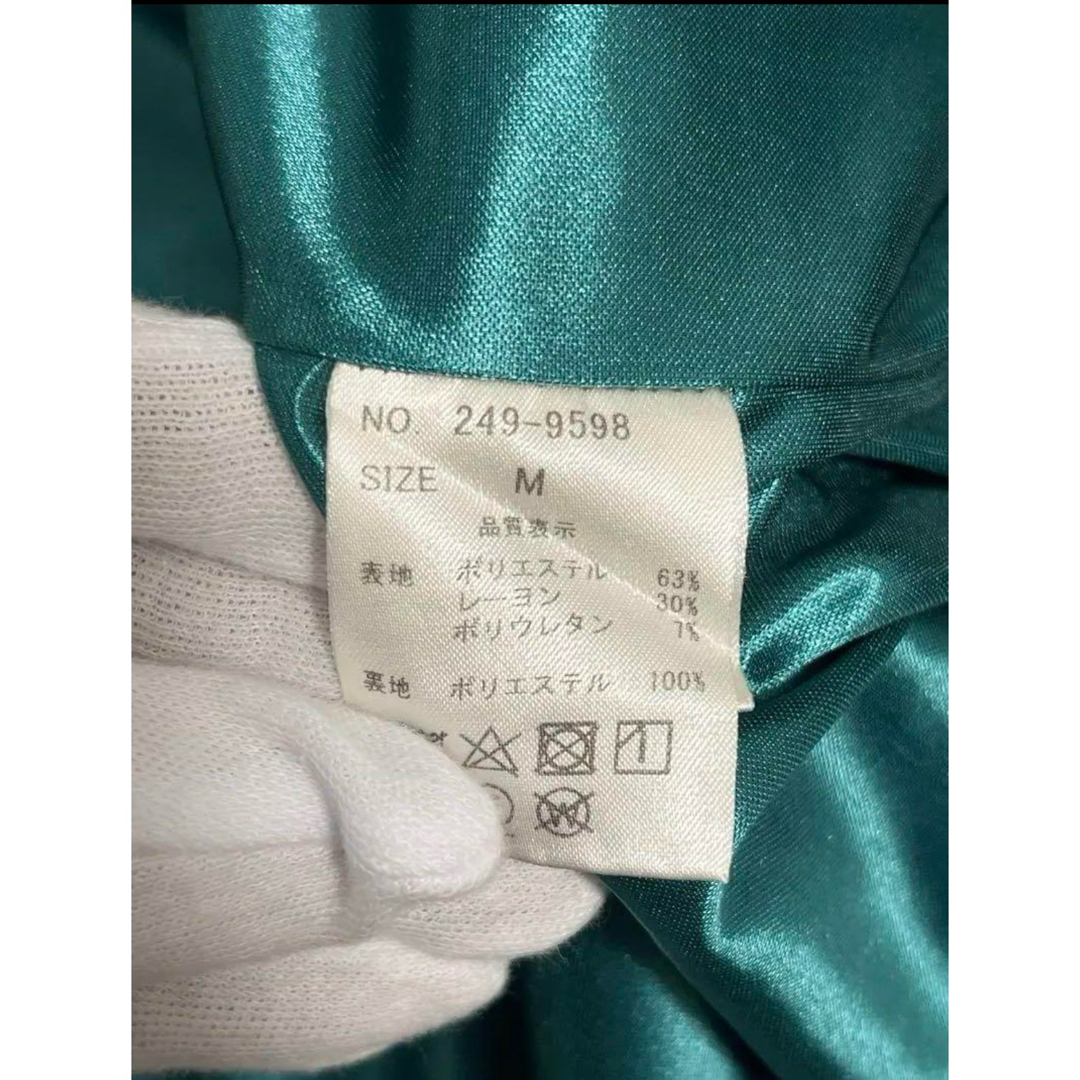 NO. 249-9598
SIZE M
品質表示
表地 ポリエステル 63%
レーヨン 30%
ポリウレタン 7%
裏地 ポリエステル 100%